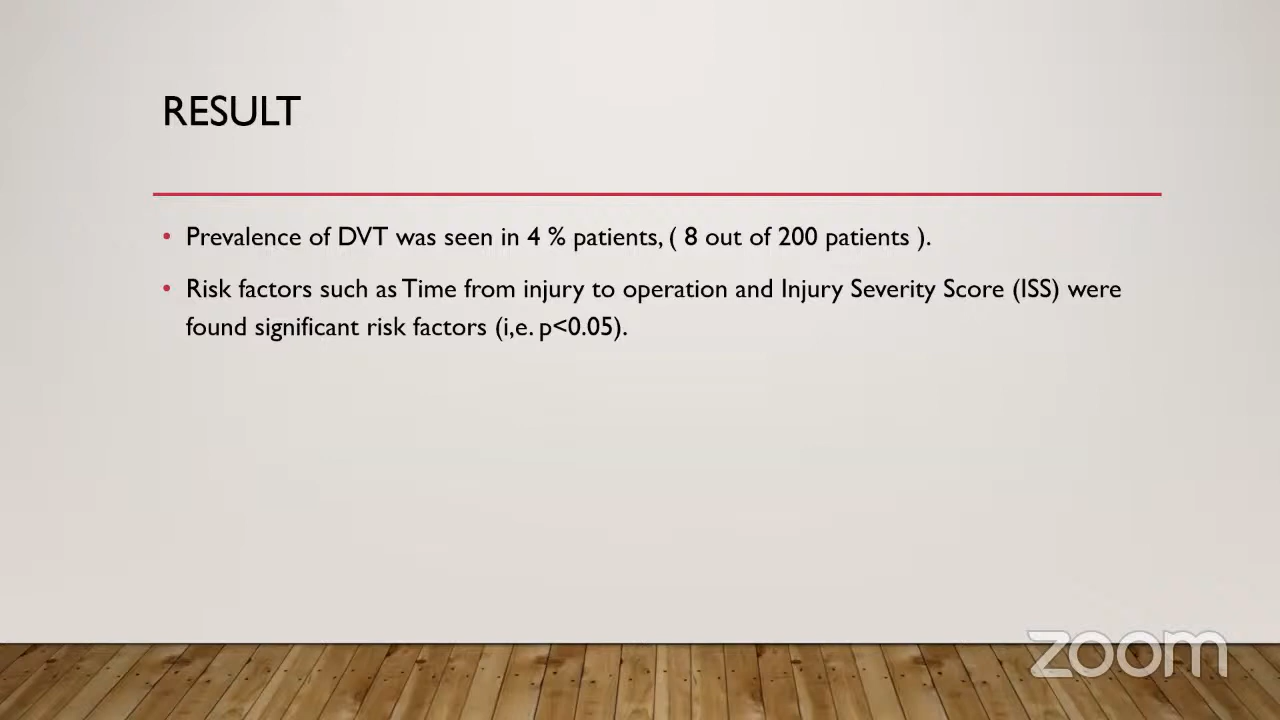 RESULT
• Prevalence of DVT was seen in 4 % patients, ( 8 out of 200 patients ).
• Risk factors such as Time from injury to operation and Injury Severity Score (ISS) were
found significant risk factors (i,e. p<0.05).
zoom